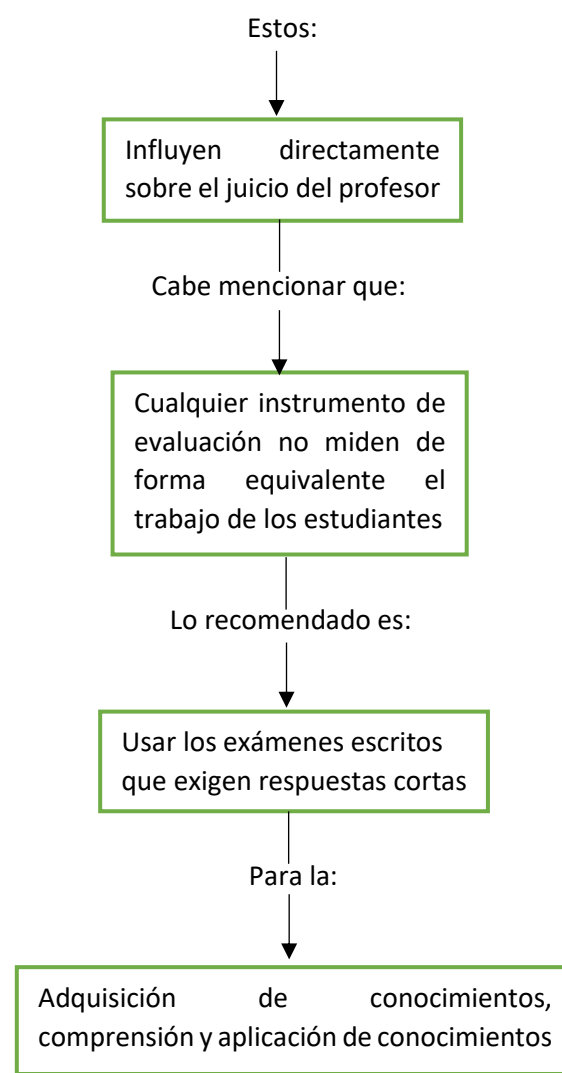 Estos:
Influyen directamente
sobre el juicio del profesor
Cabe mencionar que:
Cualquier instrumento de
evaluación no miden de
forma equivalente el
trabajo de los estudiantes
Lo recomendado es:
Usar los exámenes escritos
que exigen respuestas cortas
Para la:
Adquisición de conocimientos,
comprensión y aplicación de conocimientos